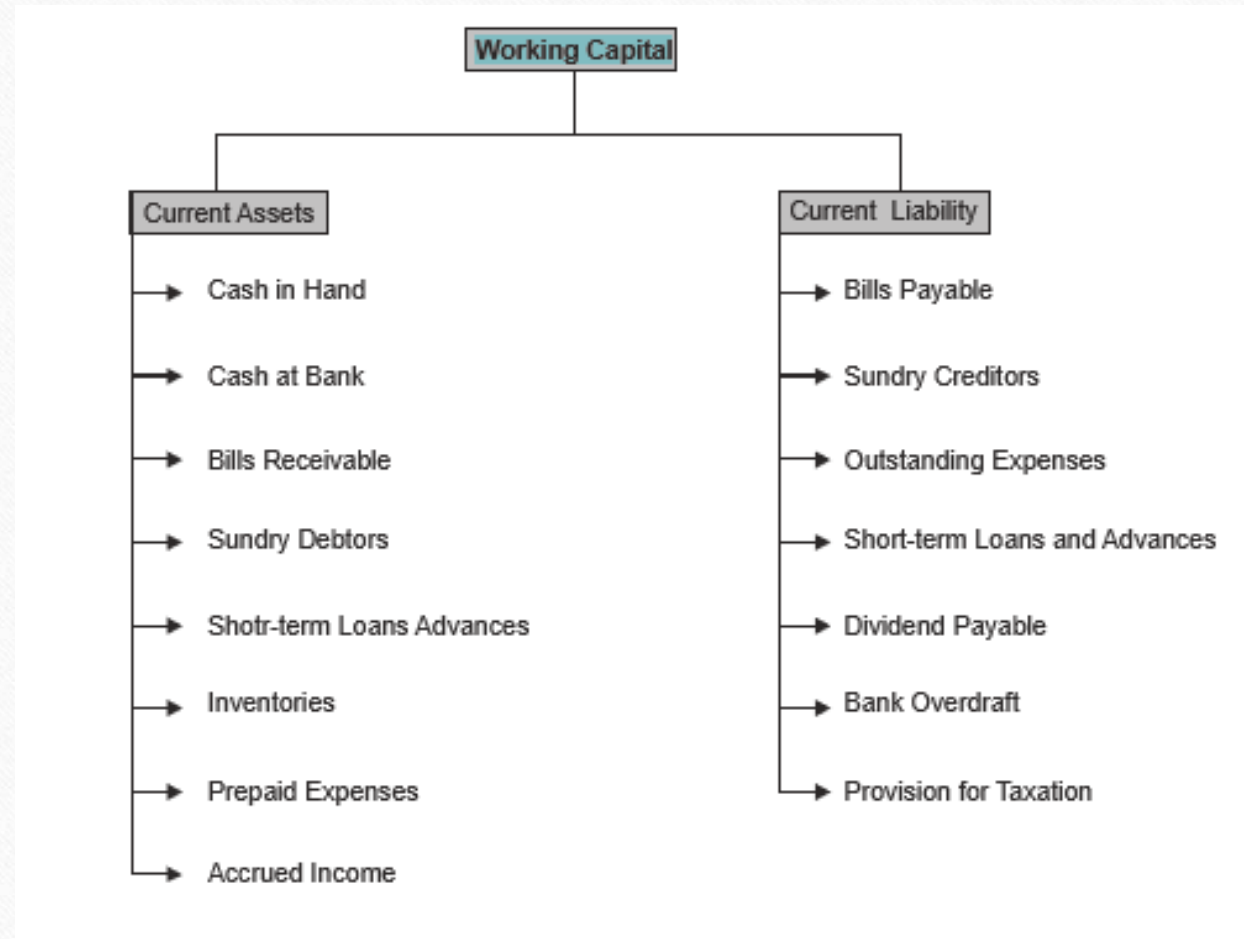 Working Capital
Current Assets
Cash in Hand
Cash at Bank
Bills Receivable
Sundry Debtors
Shotr-term Loans Advances
Inventories
Prepaid Expenses
Accrued Income
Current Liability
Bills Payable
Sundry Creditors
Outstanding Expenses
Short-term Loans and Advances
Dividend Payable
Bank Overdraft
Provision for Taxation